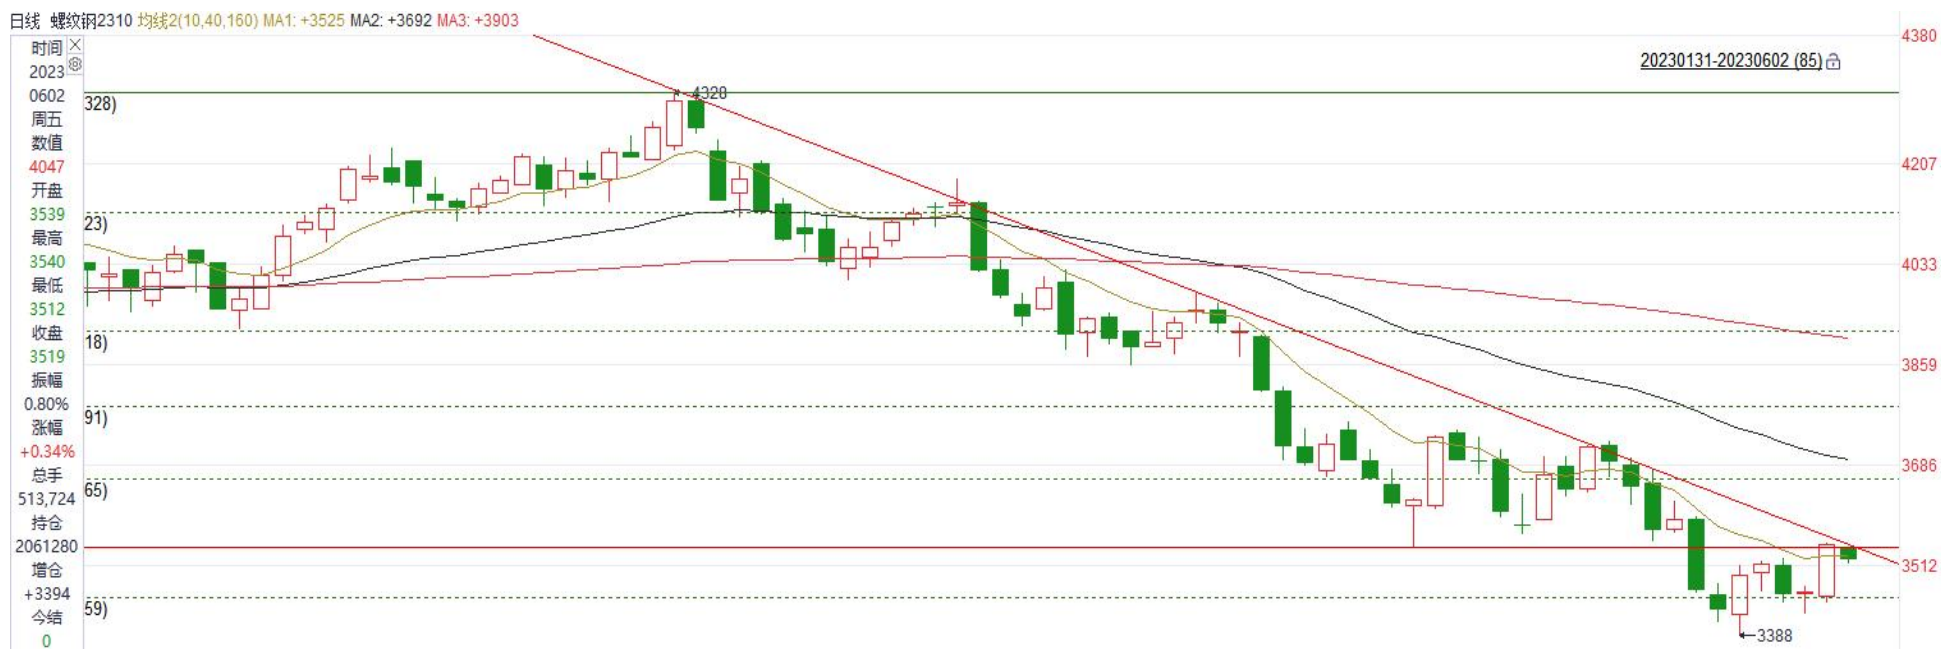 日线 螺纹钢2310 均线2(10,40,160) MA1: +3525 MA2: +3692 MA3: +3903
时间
2023
0602
周五
数值
4047
开盘
3539
最高
3540
最低
3512
收盘
3519
振幅
0.80%
涨幅
+0.34%
总手
513,724
持仓
2061280
增仓
+3394
今结
0
328)
23)
18)
91)
65)
59)
4328
3388
20230131-20230602 (85)
4380
4207
4033
3859
3686
3512